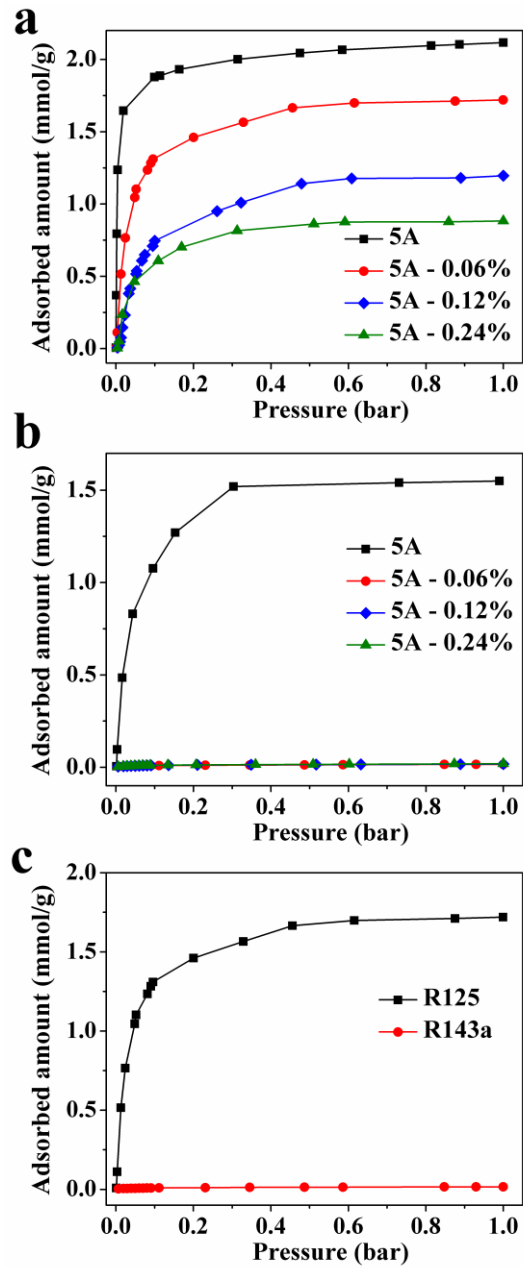 a
Adsorbed amount (mmol/g)
2.0
1.5
1.0
0.5
0.0
5A
5A - 0.06%
5A - 0.12%
5A - 0.24%
0.0 0.2 0.4 0.6 0.8 1.0
Pressure (bar)
b
Adsorbed amount (mmol/g)
1.5
1.0
0.5
0.0
5A
5A - 0.06%
5A - 0.12%
5A - 0.24%
0.0 0.2 0.4 0.6 0.8 1.0
Pressure (bar)
c
Adsorbed amount (mmol/g)
2.0
1.5
1.0
0.5
0.0
R125
R143a
0.0 0.2 0.4 0.6 0.8 1.0
Pressure (bar)